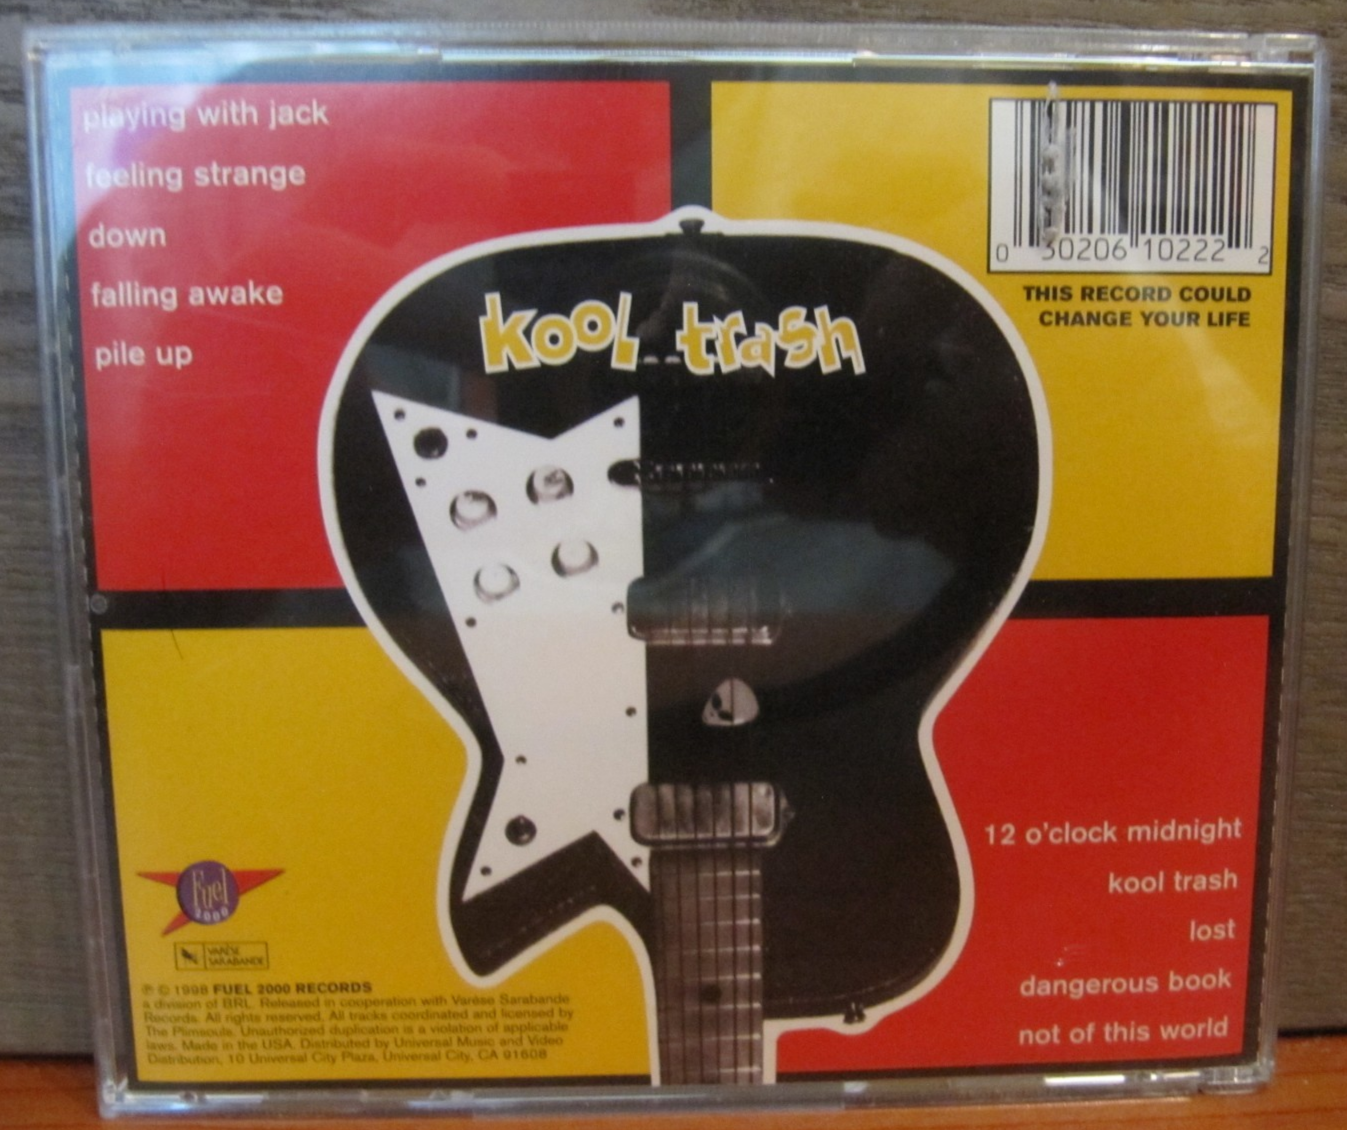 playing with jack
feeling strange
down
falling awake
pile up
0 30206 10222 2
THIS RECORD COULD
CHANGE YOUR LIFE
kool trash
12 o'clock midnight
kool trash
lost
dangerous book
not of this world
Fuel
2000
VARÈSE
SARABANDE
℗ © 1998 FUEL 2000 RECORDS
a division of BRL. Released in cooperation with Varèse Sarabande
Records. All rights reserved. All tracks coordinated and licensed by
The Plimsouls. Unauthorized duplication is a violation of applicable
laws. Made in the USA. Distributed by Universal Music and Video
Distribution, 10 Universal City Plaza, Universal City, CA 91608